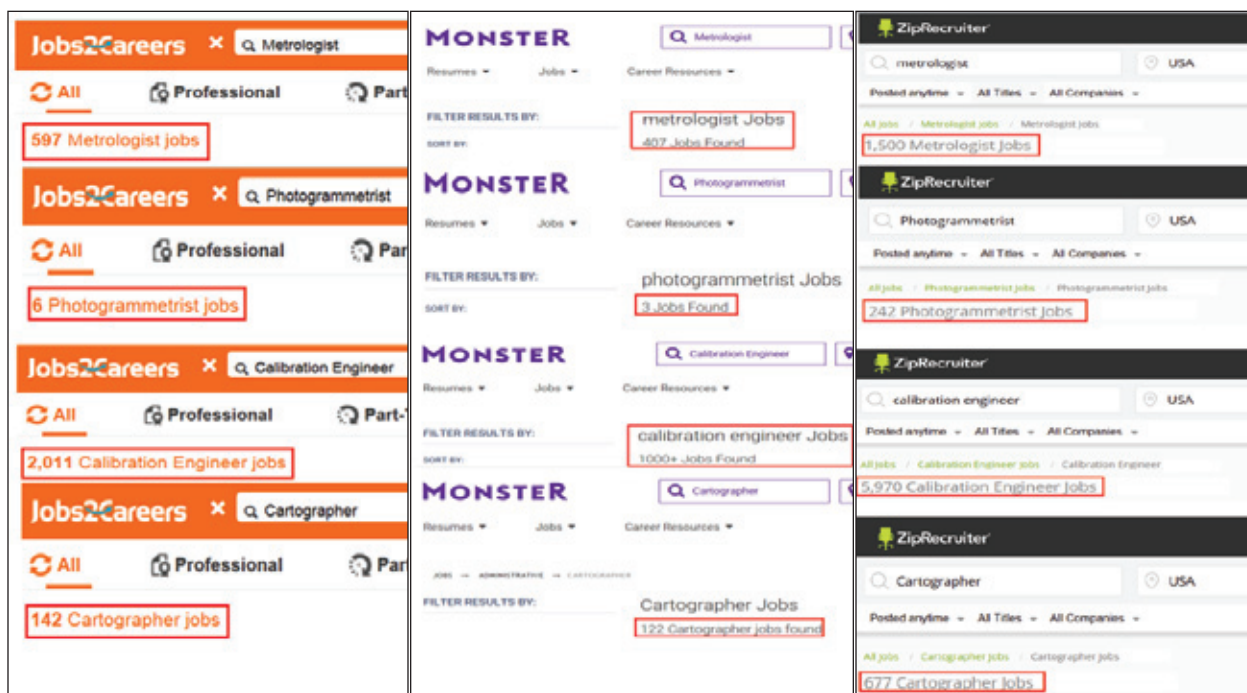 Jobs2Careers × Metrologist
All Professional Part
597 Metrologist jobs
Jobs2Careers × Photogrammetrist
All Professional Par
6 Photogrammetrist jobs
Jobs2Careers × Calibration Engineer
All Professional Part-
2,011 Calibration Engineer jobs
Jobs2Careers × Cartographer
All Professional Par
142 Cartographer jobs
MONSTER Metrologist
Resumes Jobs Career Resources
FILTER RESULTS BY: metrologist Jobs
SORT BY: 407 Jobs Found
MONSTER Photogrammetrist
Resumes Jobs Career Resources
FILTER RESULTS BY: photogrammetrist Jobs
SORT BY: 3 Jobs Found
MONSTER Calibration Engineer
Resumes Jobs Career Resources
FILTER RESULTS BY: calibration engineer Jobs
SORT BY: 1000+ Jobs Found
MONSTER Cartographer
Resumes Jobs Career Resources
JOBS → ADMINISTRATIVE → CARTOGRAPHER
FILTER RESULTS BY: Cartographer Jobs
122 Cartographer jobs found
ZipRecruiter
metrologist USA
Posted anytime All Titles All Companies
All jobs / Metrologist jobs / Metrologist jobs
1,500 Metrologist Jobs
ZipRecruiter
Photogrammetrist USA
Posted anytime All Titles All Companies
All jobs / Photogrammetrist jobs / Photogrammetrist jobs
242 Photogrammetrist Jobs
ZipRecruiter
calibration engineer USA
Posted anytime All Titles All Companies
All jobs / Calibration Engineer jobs / Calibration Engineer
5,970 Calibration Engineer Jobs
ZipRecruiter
Cartographer USA
Posted anytime All Titles All Companies
All jobs / Cartographer jobs / Cartographer jobs
677 Cartographer Jobs